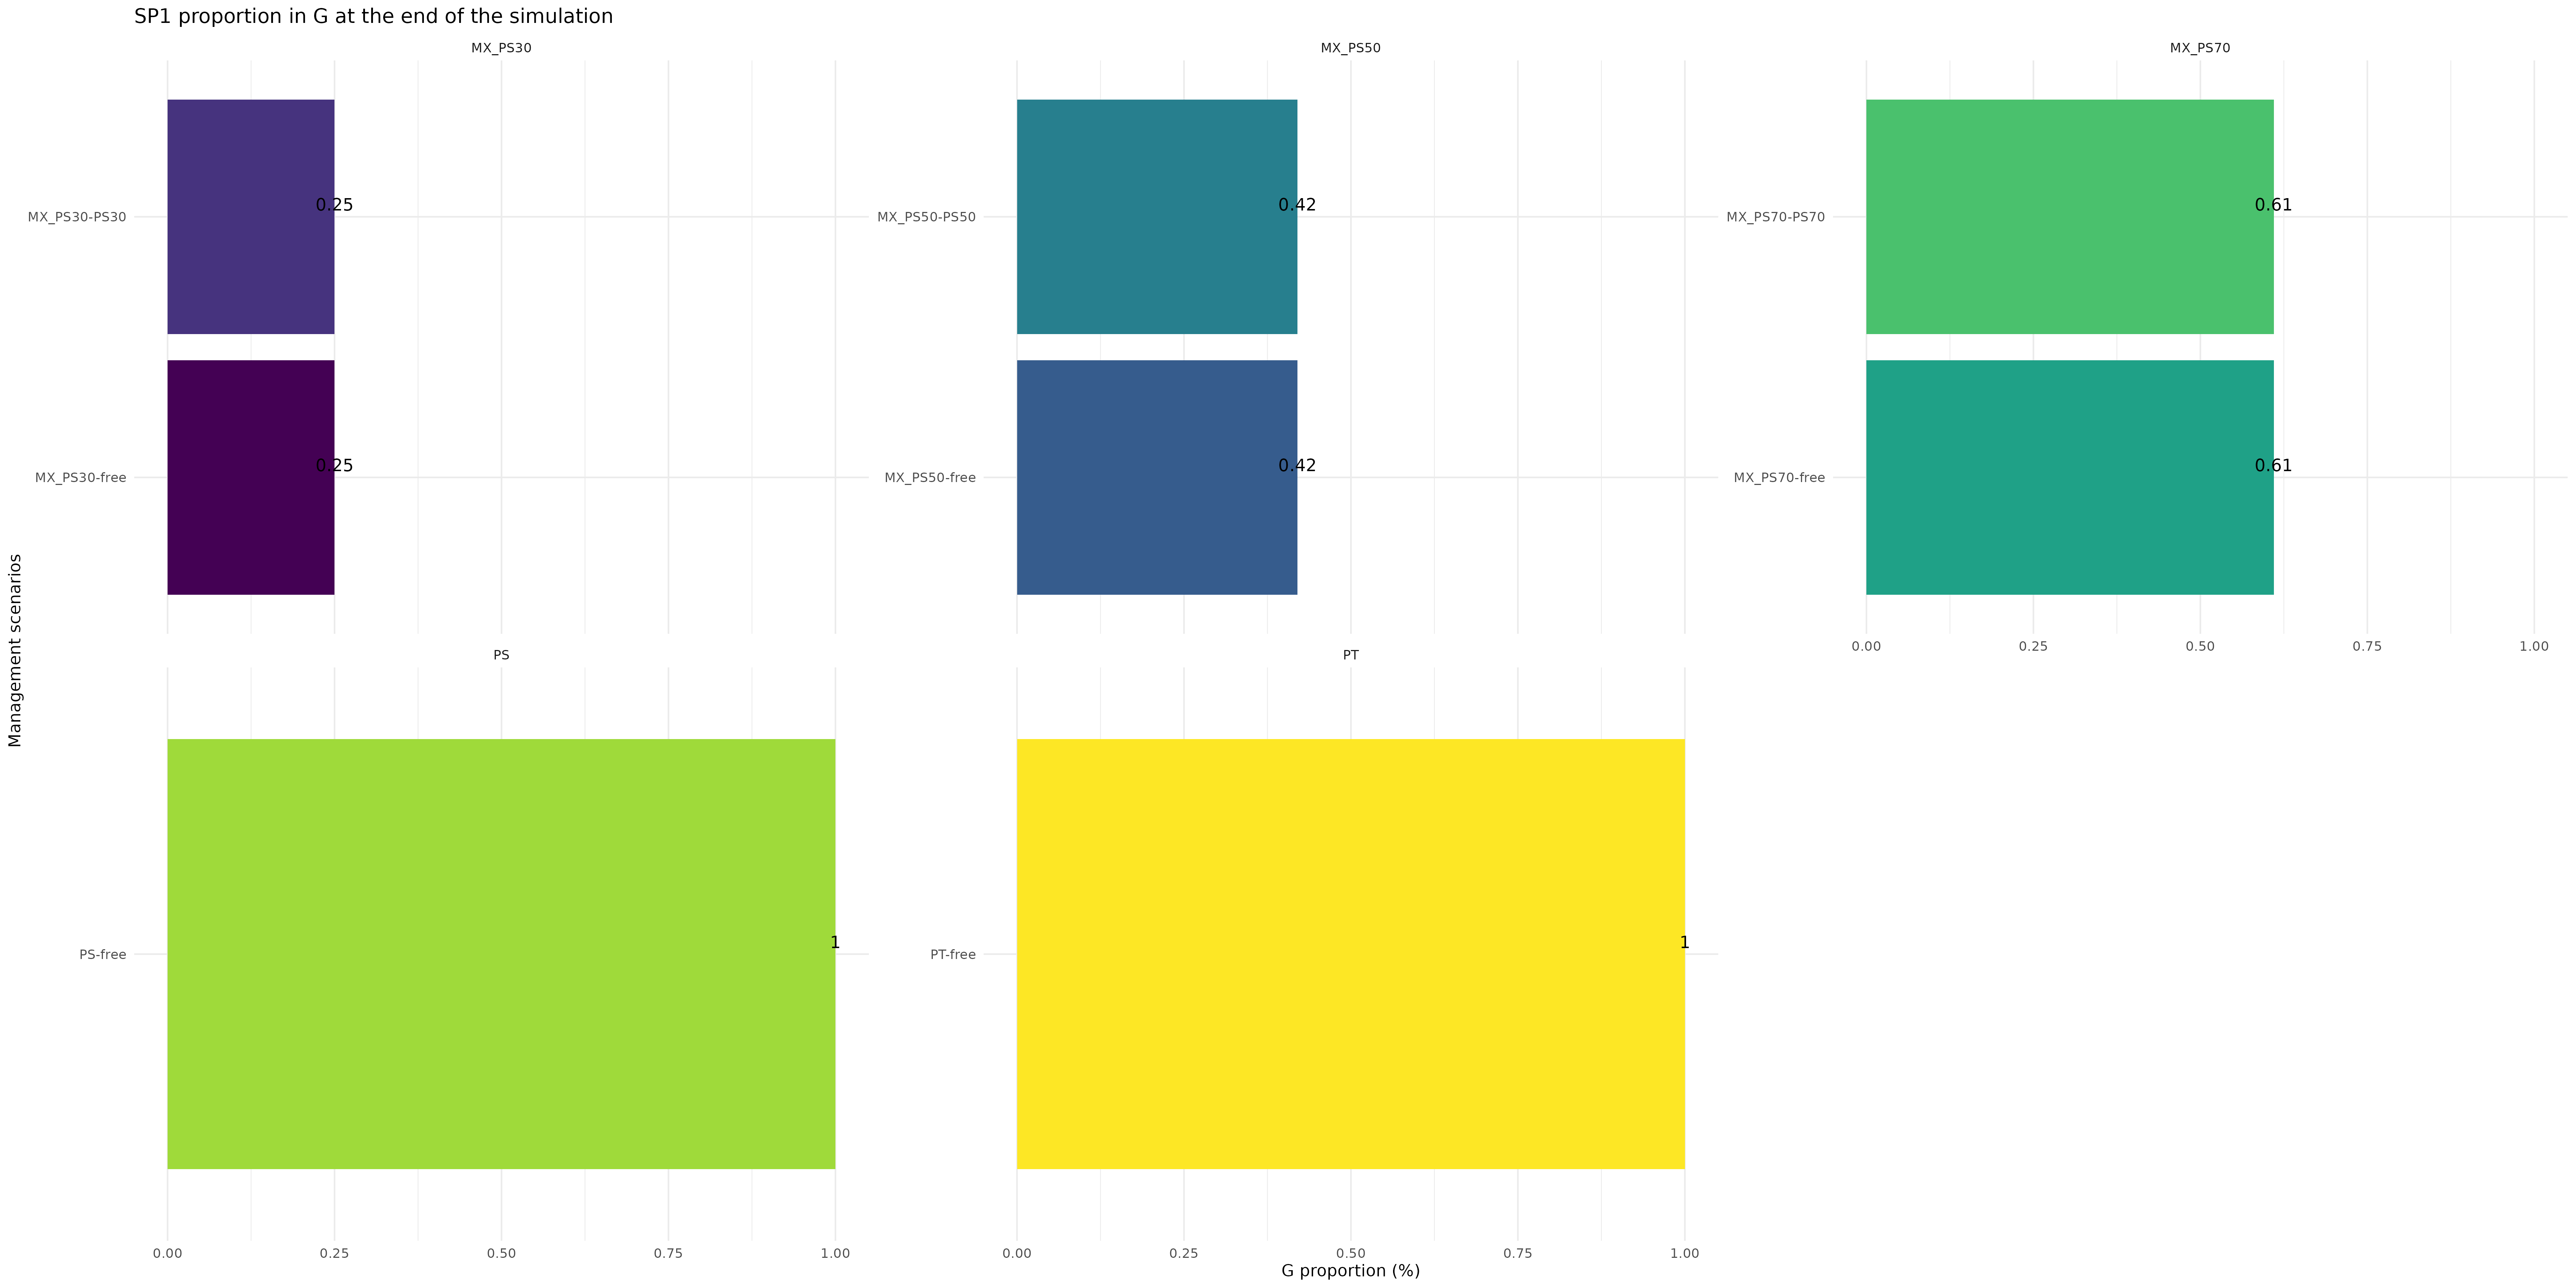 SP1 proportion in G at the end of the simulation
MX_PS30
MX_PS50
MX_PS70
MX_PS30-PS30
0.25
MX_PS50-PS50
0.42
MX_PS70-PS70
0.61
MX_PS30-free
0.25
MX_PS50-free
0.42
MX_PS70-free
0.61
0.00 0.25 0.50 0.75 1.00
Management scenarios
PS
PT
PS-free
1
PT-free
1
0.00 0.25 0.50 0.75 1.00
0.00 0.25 0.50 0.75 1.00
G proportion (%)